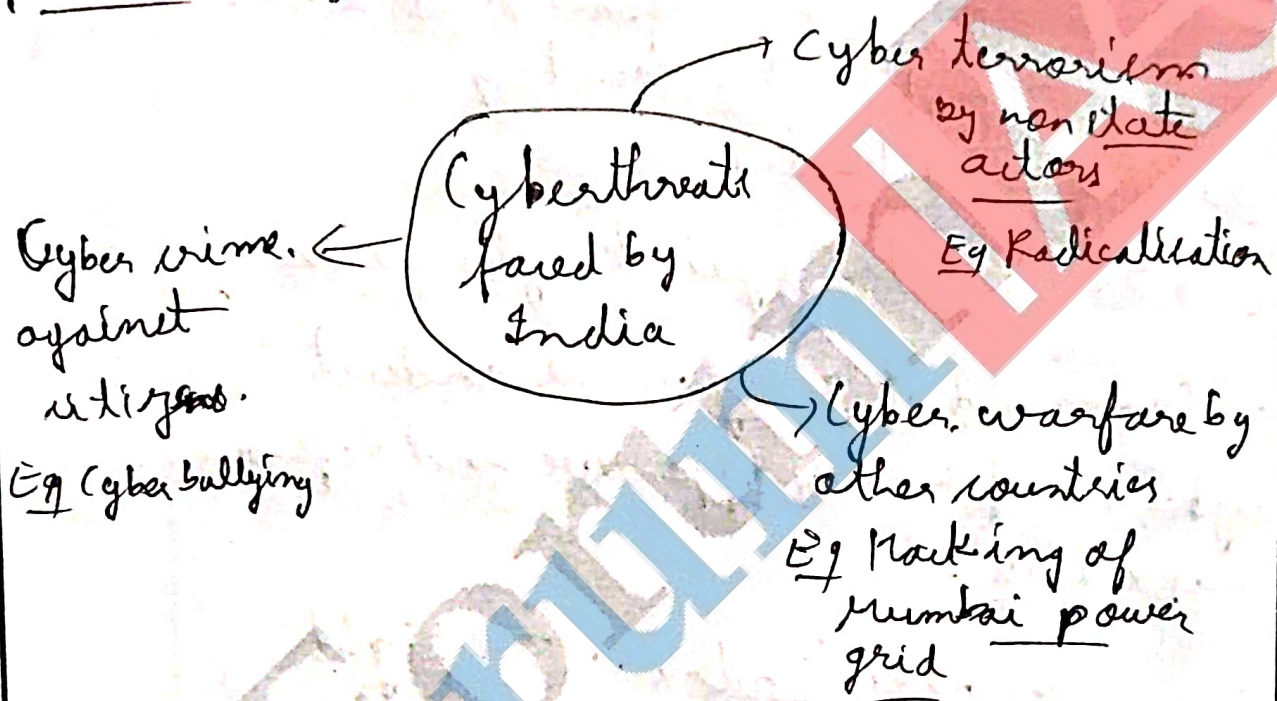 Cyber terrorism
by non state
actors
Eg Radicalisation
Cyberthreats
faced by
India
Cyber crime.
against
citizens.
Eg Cyber bullying
Cyber warfare by
other countries
Eg Hacking of
Mumbai power
grid
IAS